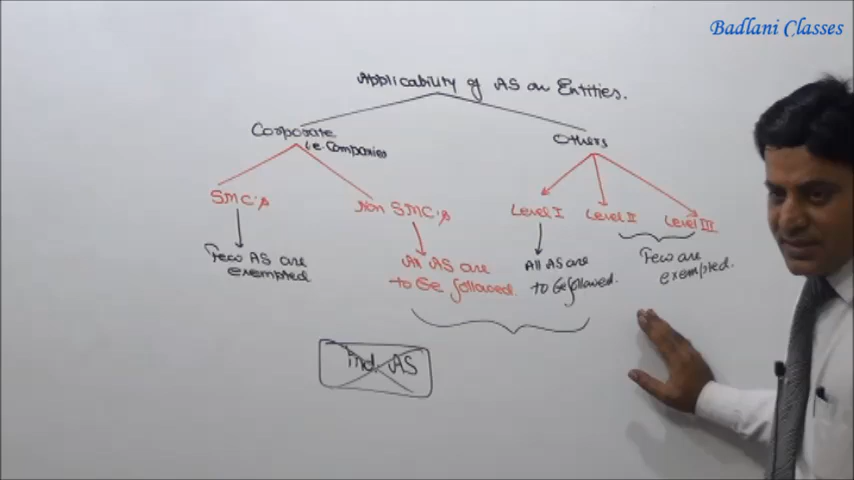 Badlani Classes
Applicability of AS on Entities.
Corporate
i.e. Companies
Others
SMC's
Non SMC's
Level I
Level II
Level III
Few AS are
exempted
All AS are
to be followed.
All AS are
to be followed.
Few are
exempted.
Ind. AS